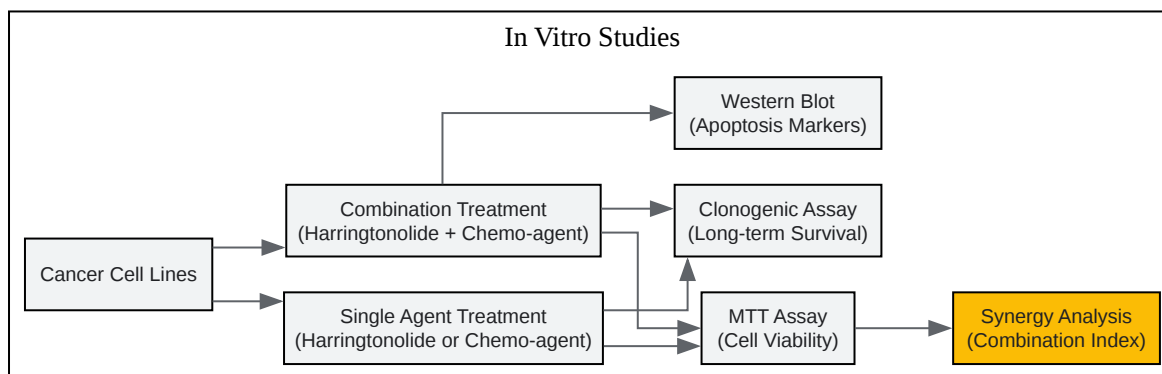 In Vitro Studies
Western Blot
(Apoptosis Markers)
Combination Treatment
(Harringtonolide + Chemo-agent)
Clonogenic Assay
(Long-term Survival)
Cancer Cell Lines
Single Agent Treatment
(Harringtonolide or Chemo-agent)
MTT Assay
(Cell Viability)
Synergy Analysis
(Combination Index)